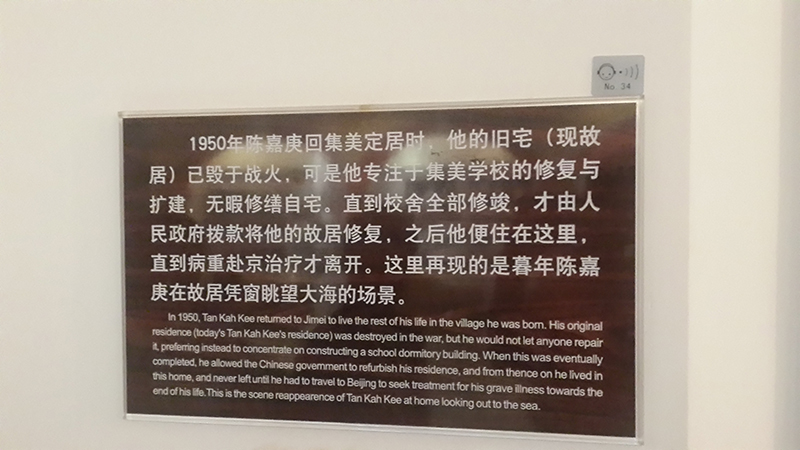 No 34
1950年陈嘉庚回集美定居时，他的旧宅（现故
居）已毁于战火，可是他专注于集美学校的修复与
扩建，无暇修缮自宅。直到校舍全部修竣，才由人
民政府拨款将他的故居修复，之后他便住在这里，
直到病重赴京治疗才离开。这里再现的是暮年陈嘉
庚在故居凭窗眺望大海的场景。
In 1950, Tan Kah Kee returned to Jimei to live the rest of his life in the village he was born. His original
residence (today's Tan Kah Kee's residence) was destroyed in the war, but he would not let anyone repair
it, preferring instead to concentrate on constructing a school dormitory building. When this was eventually
completed, he allowed the Chinese government to refurbish his residence, and from thence on he lived in
this home, and never left until he had to travel to Beijing to seek treatment for his grave illness towards the
end of his life.This is the scene reappearence of Tan Kah Kee at home looking out to the sea.